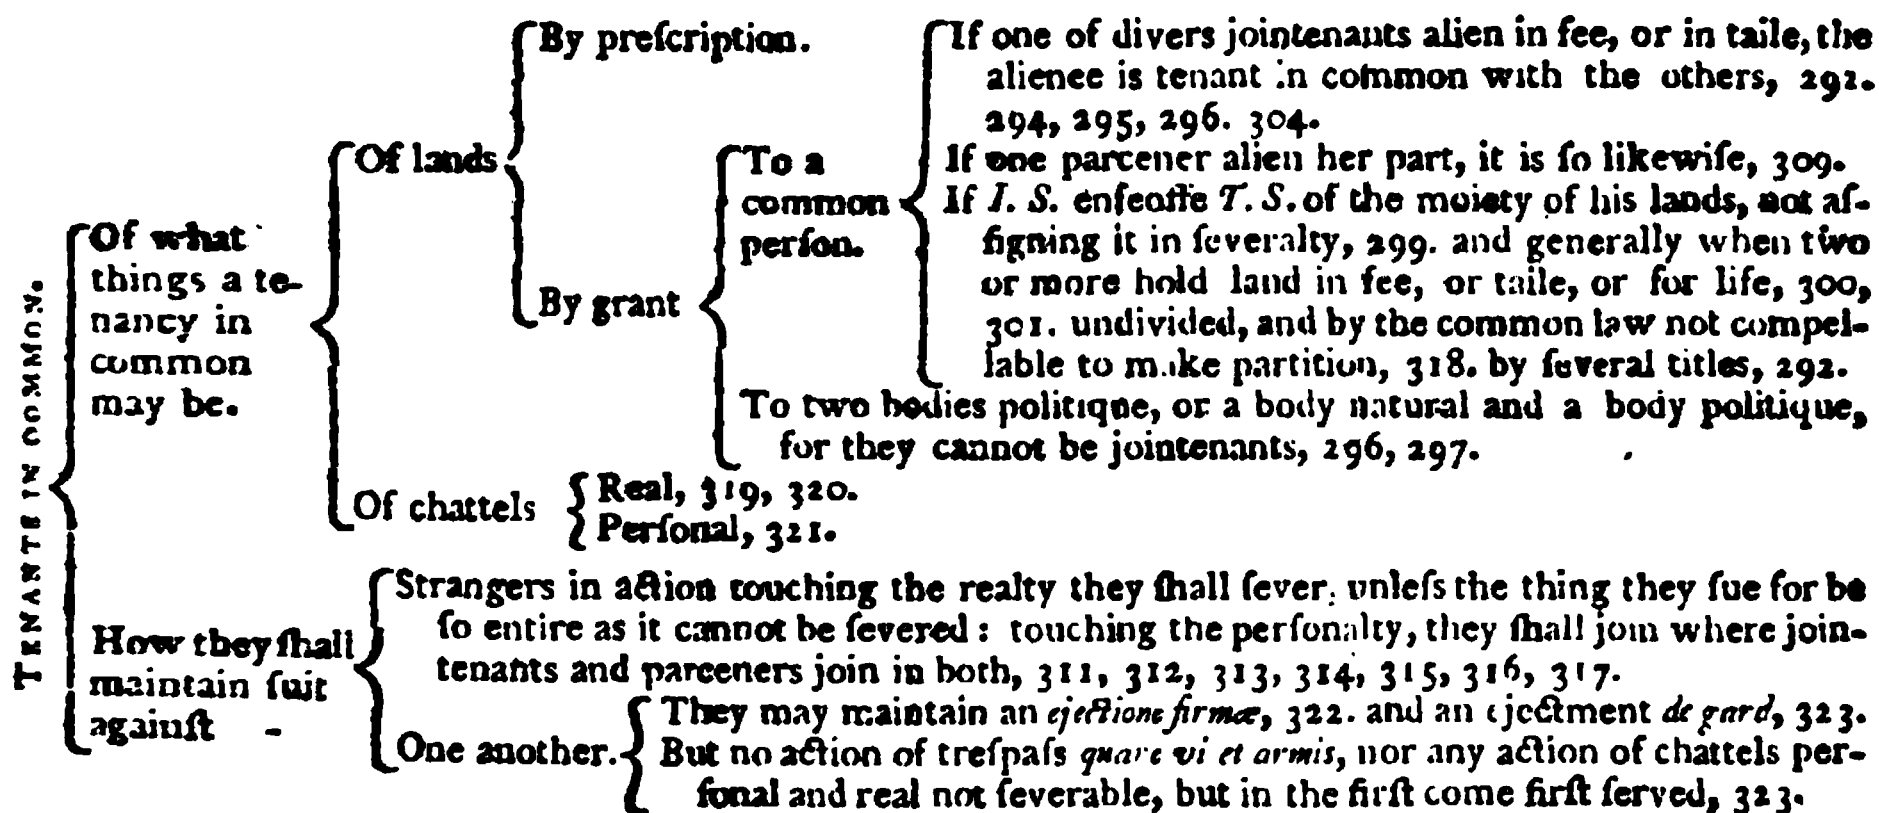 TENANTE IN COMMON.
Of what
things a te-
nancy in
common
may be.
Of lands
By preſcription.
By grant
To a
common
perſon.
If one of divers jointenants alien in fee, or in taile, the
alienee is tenant in common with the others, 292.
294, 295, 296. 304.
If one parcener alien her part, it is ſo likewiſe, 309.
If I. S. enfeoffe T. S. of the moiety of his lands, not aſ-
ſigning it in ſeveralty, 299. and generally when two
or more hold land in fee, or taile, or for life, 300,
301. undivided, and by the common law not compel-
lable to make partition, 318. by ſeveral titles, 292.
To two bodies politique, or a body natural and a body politique,
for they cannot be jointenants, 296, 297.
Of chattels
Real, 319, 320.
Perſonal, 321.
How they ſhall
maintain ſuit
againſt -
Strangers in action touching the realty they ſhall ſever, unleſs the thing they ſue for be
ſo entire as it cannot be ſevered: touching the perſonalty, they ſhall join where join-
tenants and parceners join in both, 311, 312, 313, 314, 315, 316, 317.
One another.
They may maintain an ejectione firmæ, 322. and an ejectment de gard, 323.
But no action of treſpaſs quare vi et armis, nor any action of chattels per-
ſonal and real not ſeverable, but in the firſt come firſt ſerved, 323.